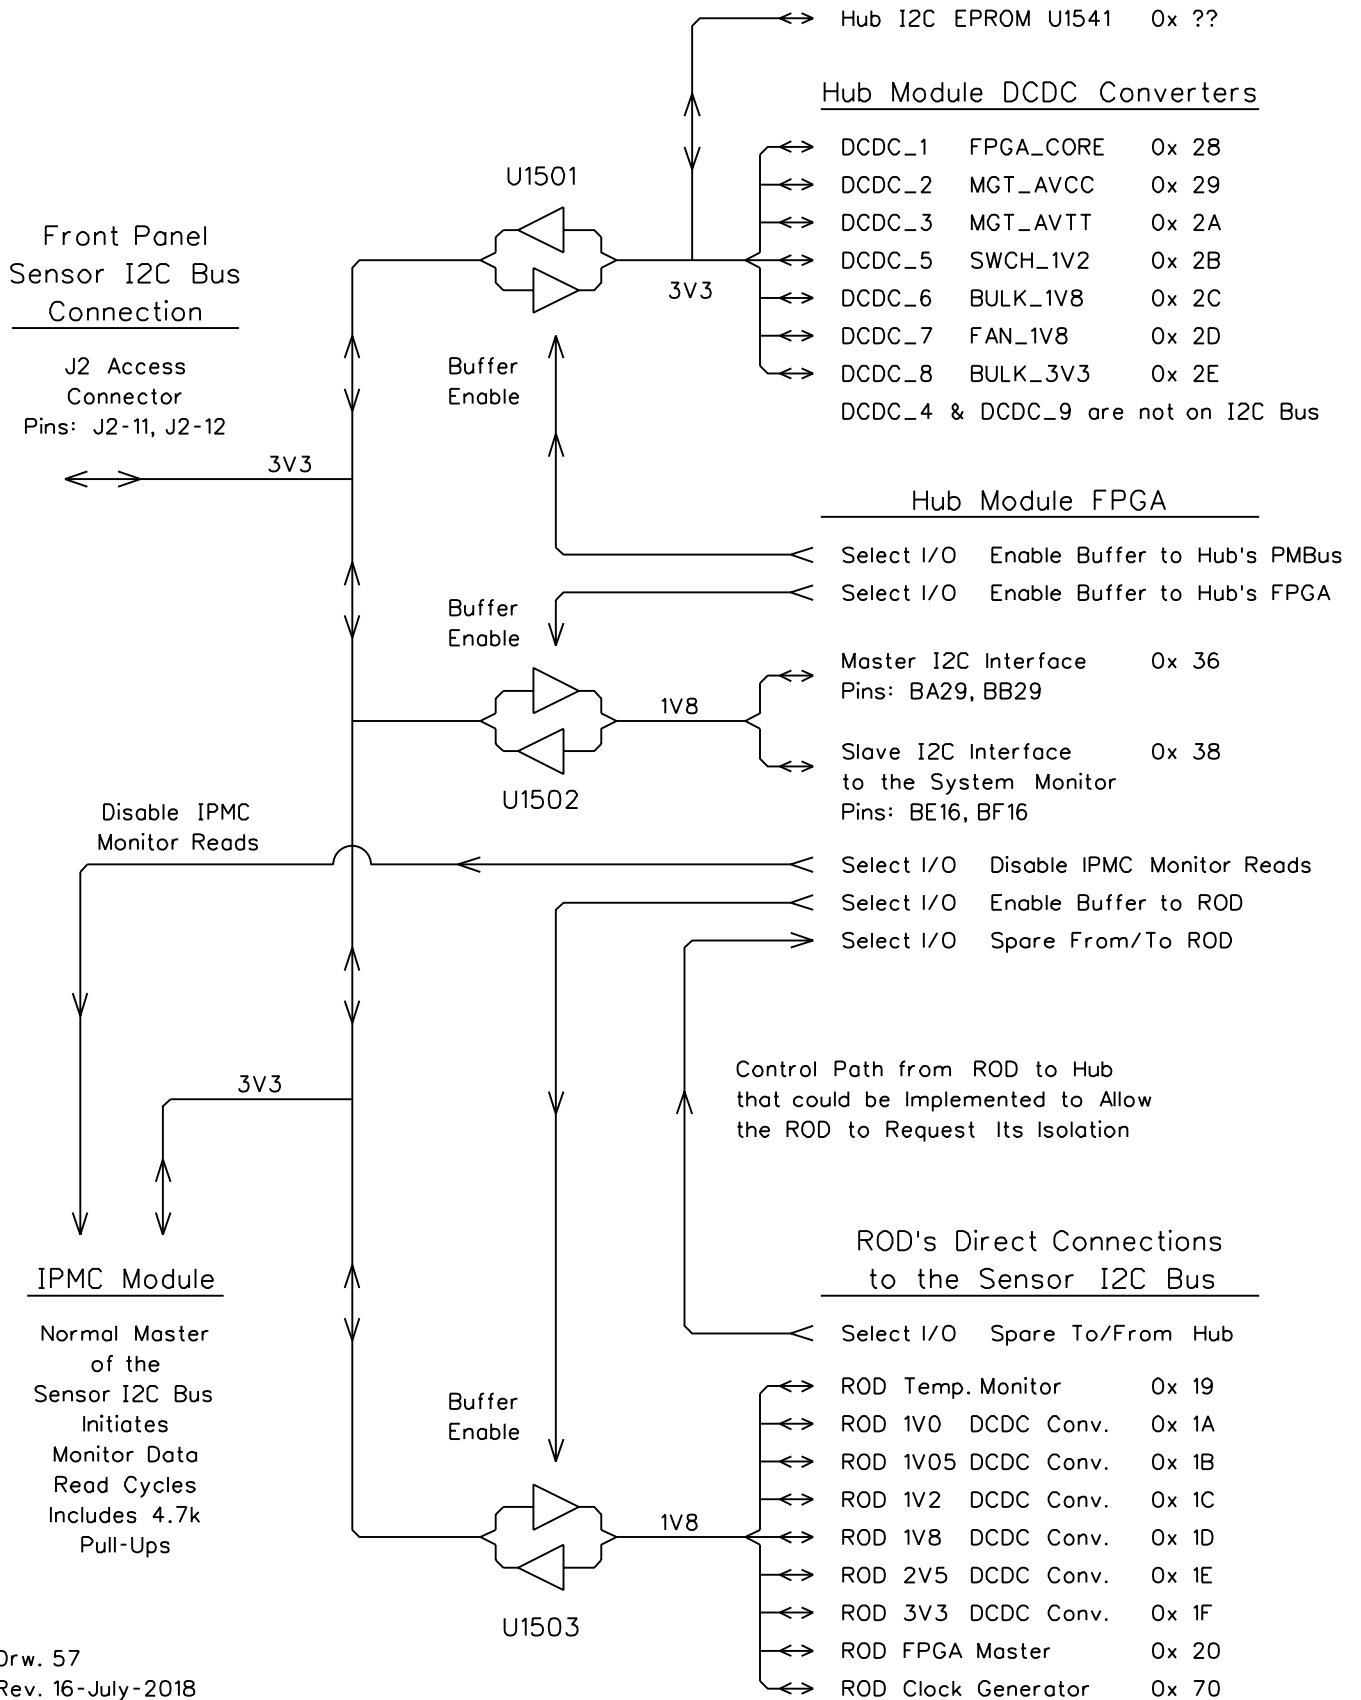 Hub I2C EPROM U1541 0x ??
Hub Module DCDC Converters
DCDC_1 FPGA_CORE 0x 28
DCDC_2 MGT_AVCC 0x 29
DCDC_3 MGT_AVTT 0x 2A
DCDC_5 SWCH_1V2 0x 2B
DCDC_6 BULK_1V8 0x 2C
DCDC_7 FAN_1V8 0x 2D
DCDC_8 BULK_3V3 0x 2E
DCDC_4 & DCDC_9 are not on I2C Bus
U1501
3V3
Front Panel
Sensor I2C Bus
Connection
J2 Access
Connector
Pins: J2-11, J2-12
3V3
Buffer
Enable
Hub Module FPGA
Select I/O Enable Buffer to Hub's PMBus
Select I/O Enable Buffer to Hub's FPGA
Buffer
Enable
Master I2C Interface 0x 36
Pins: BA29, BB29
1V8
Slave I2C Interface 0x 38
to the System Monitor
Pins: BE16, BF16
U1502
Disable IPMC
Monitor Reads
Select I/O Disable IPMC Monitor Reads
Select I/O Enable Buffer to ROD
Select I/O Spare From/To ROD
Control Path from ROD to Hub
that could be Implemented to Allow
the ROD to Request Its Isolation
3V3
IPMC Module
Normal Master
of the
Sensor I2C Bus
Initiates
Monitor Data
Read Cycles
Includes 4.7k
Pull-Ups
ROD's Direct Connections
to the Sensor I2C Bus
Select I/O Spare To/From Hub
Buffer
Enable
ROD Temp. Monitor 0x 19
ROD 1V0 DCDC Conv. 0x 1A
ROD 1V05 DCDC Conv. 0x 1B
ROD 1V2 DCDC Conv. 0x 1C
ROD 1V8 DCDC Conv. 0x 1D
ROD 2V5 DCDC Conv. 0x 1E
ROD 3V3 DCDC Conv. 0x 1F
ROD FPGA Master 0x 20
ROD Clock Generator 0x 70
1V8
U1503
Drw. 57
Rev. 16-July-2018